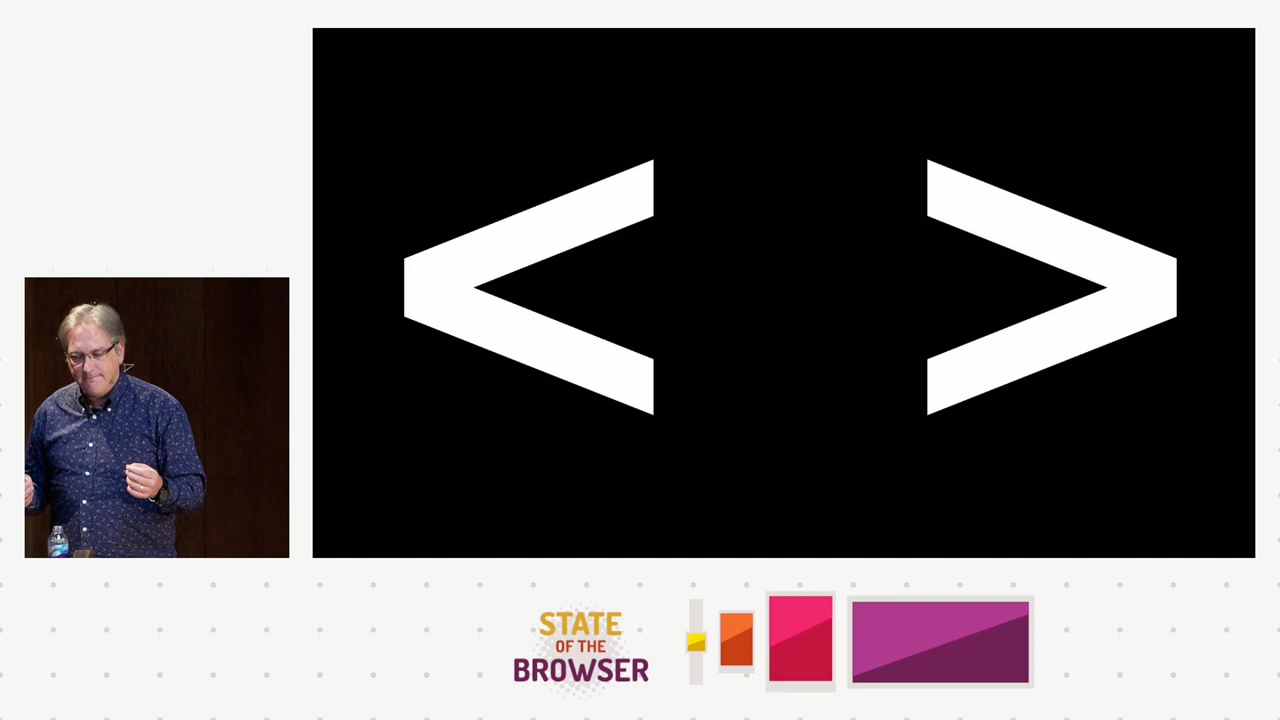 < >
STATE
OF THE
BROWSER